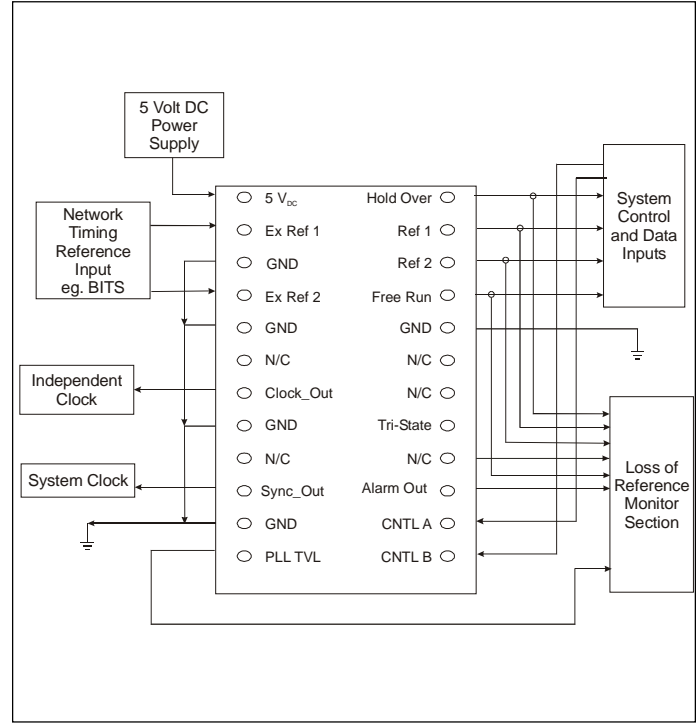 5 Volt DC
Power
Supply
Network
Timing
Reference
Input
eg. BITS
Independent
Clock
System Clock
5 VDC
Ex Ref 1
GND
Ex Ref 2
GND
N/C
Clock_Out
GND
N/C
Sync_Out
GND
PLL TVL
Hold Over
Ref 1
Ref 2
Free Run
GND
N/C
N/C
Tri-State
N/C
Alarm Out
CNTL A
CNTL B
System
Control
and Data
Inputs
Loss of
Reference
Monitor
Section